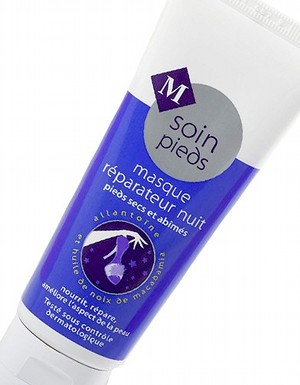 M
soin
pieds
masque
réparateur nuit
pieds secs et abîmés
allantoïne
et huile de noix de macadamia
nourrit, répare,
améliore l'aspect de la peau
Testé sous contrôle
dermatologique